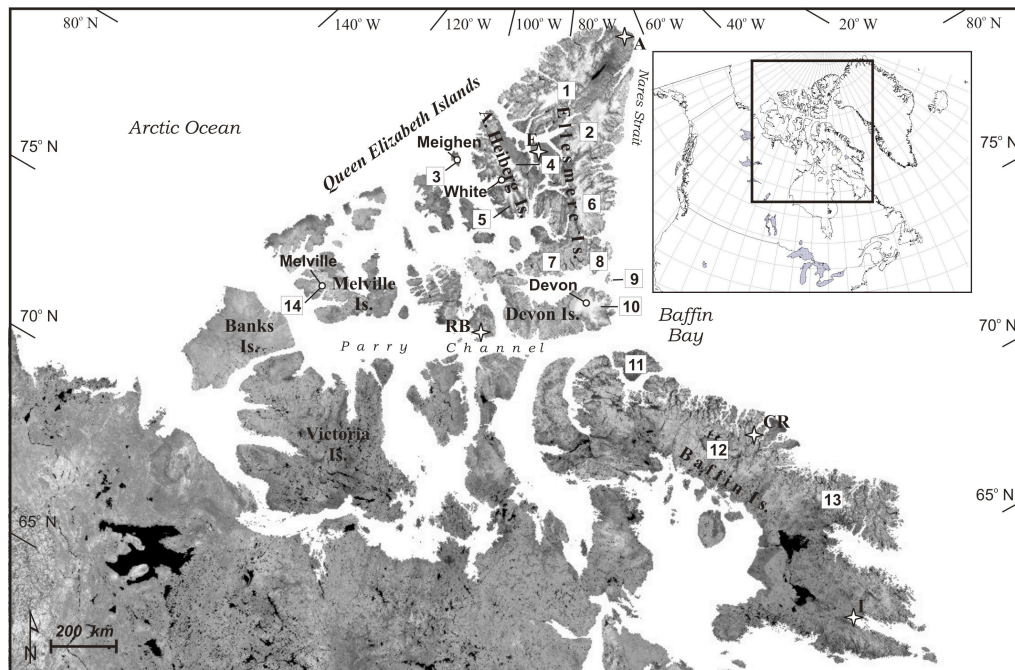 80° N
140° W
120° W
100° W
80° W
60° W
40° W
20° W
80° N
A
Nares Strait
1
Ellesmere Is.
2
Queen Elizabeth Islands
Arctic Ocean
A. Heiberg Is.
E
Meighen
3
4
White
5
6
75° N
75° N
7
8
9
Melville
Melville
Is.
14
Devon
10
Devon Is.
Baffin
Bay
Banks
Is.
RB
Parry Channel
70° N
70° N
11
Victoria
Is.
CR
12
Baffin Is.
13
65° N
65° N
I
N
200 km